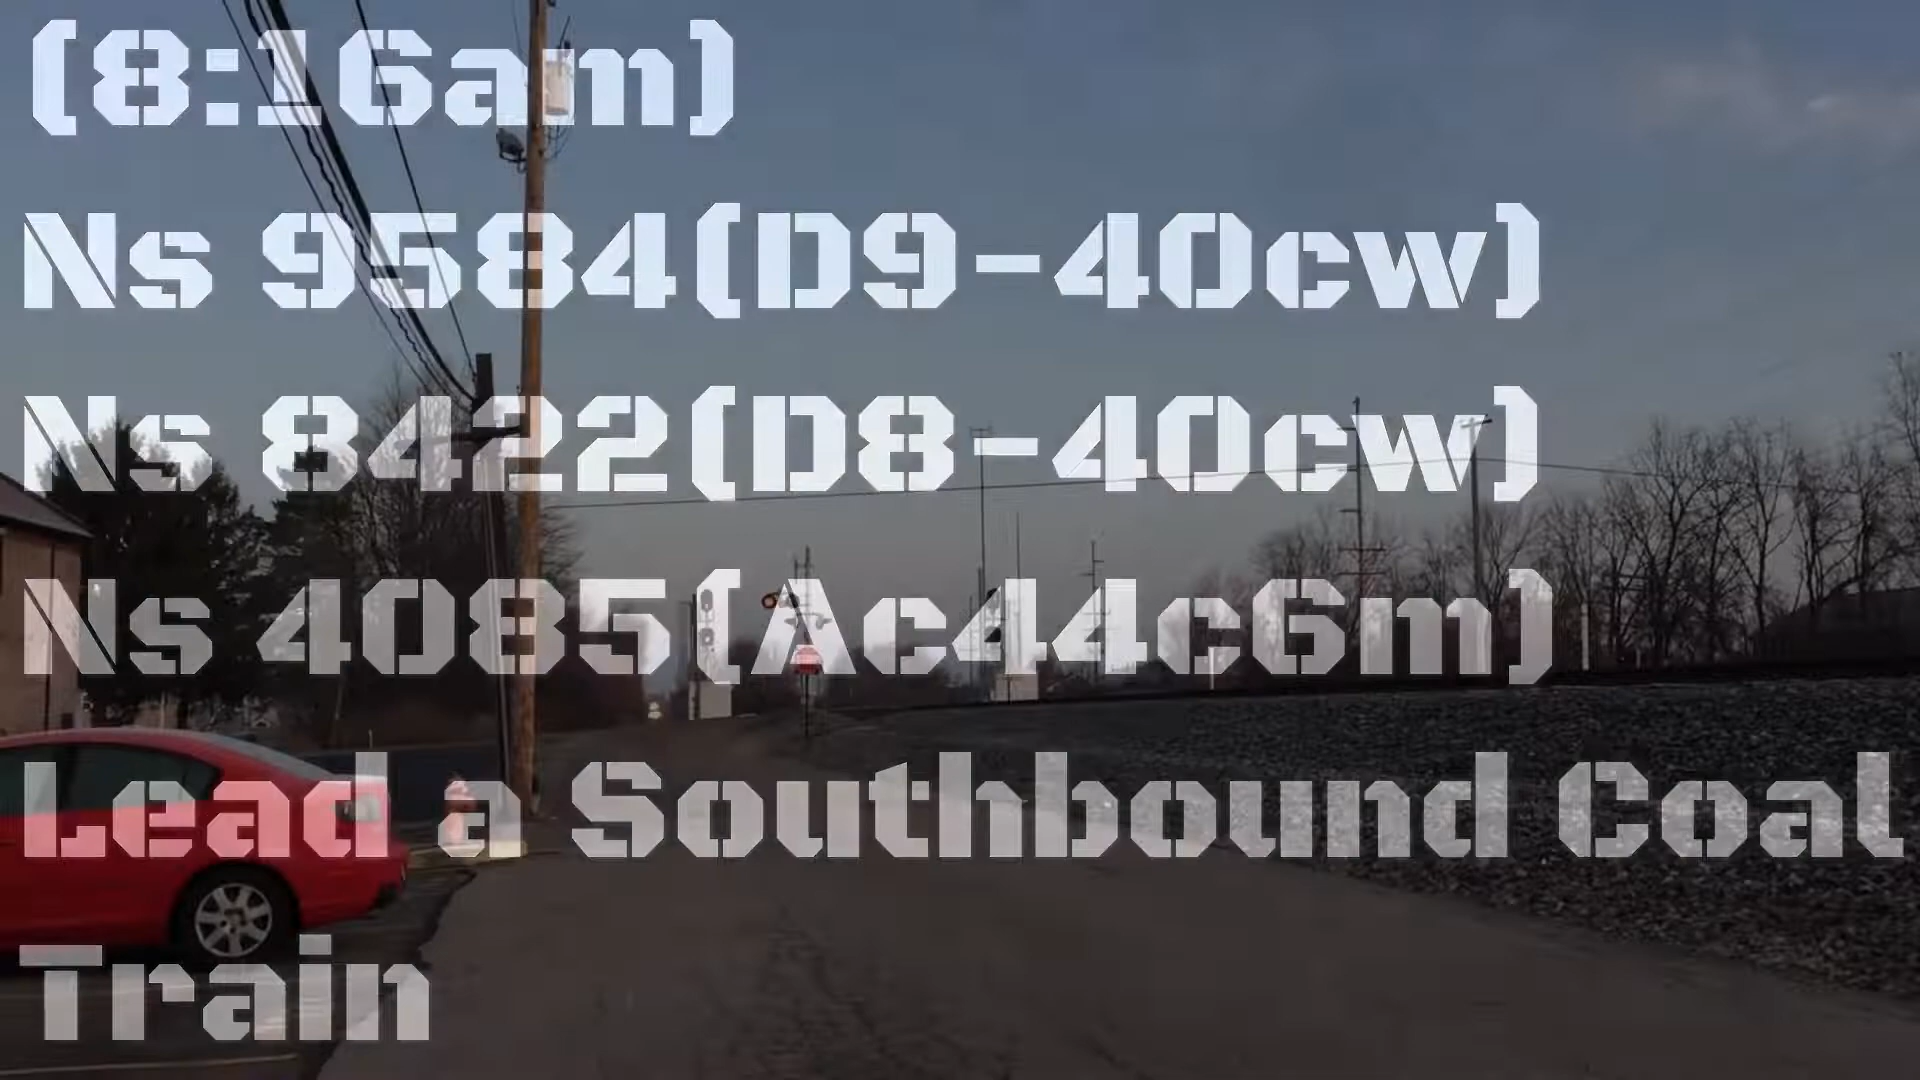 (8:16am)
Ns 9584(D9-40cw)
Ns 8422(D8-40cw)
Ns 4085(Ac44c6m)
Lead a Southbound Coal
Train